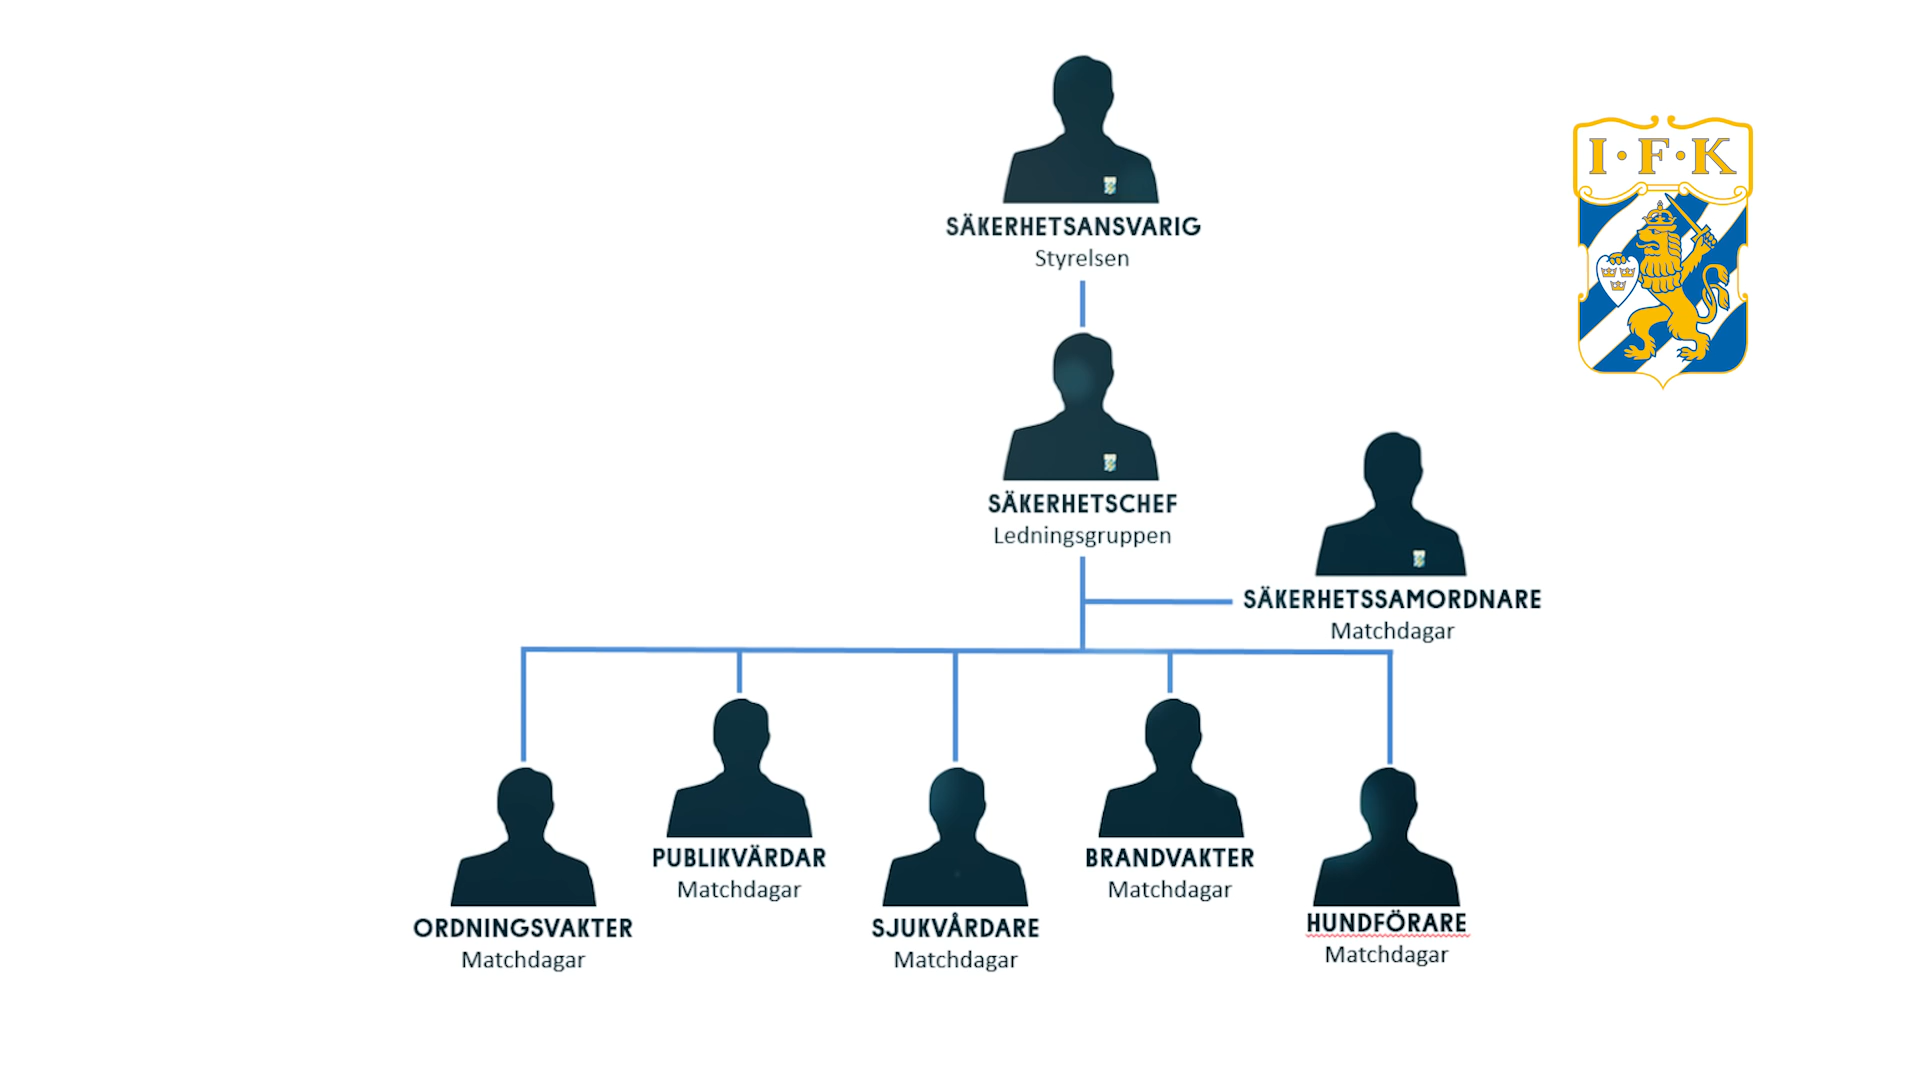 I·F·K
SÄKERHETSANSVARIG
Styrelsen
SÄKERHETSCHEF
Ledningsgruppen
SÄKERHETSSAMORDNARE
Matchdagar
PUBLIKVÄRDAR
Matchdagar
BRANDVAKTER
Matchdagar
ORDNINGSVAKTER
Matchdagar
SJUKVÅRDARE
Matchdagar
HUNDFÖRARE
Matchdagar